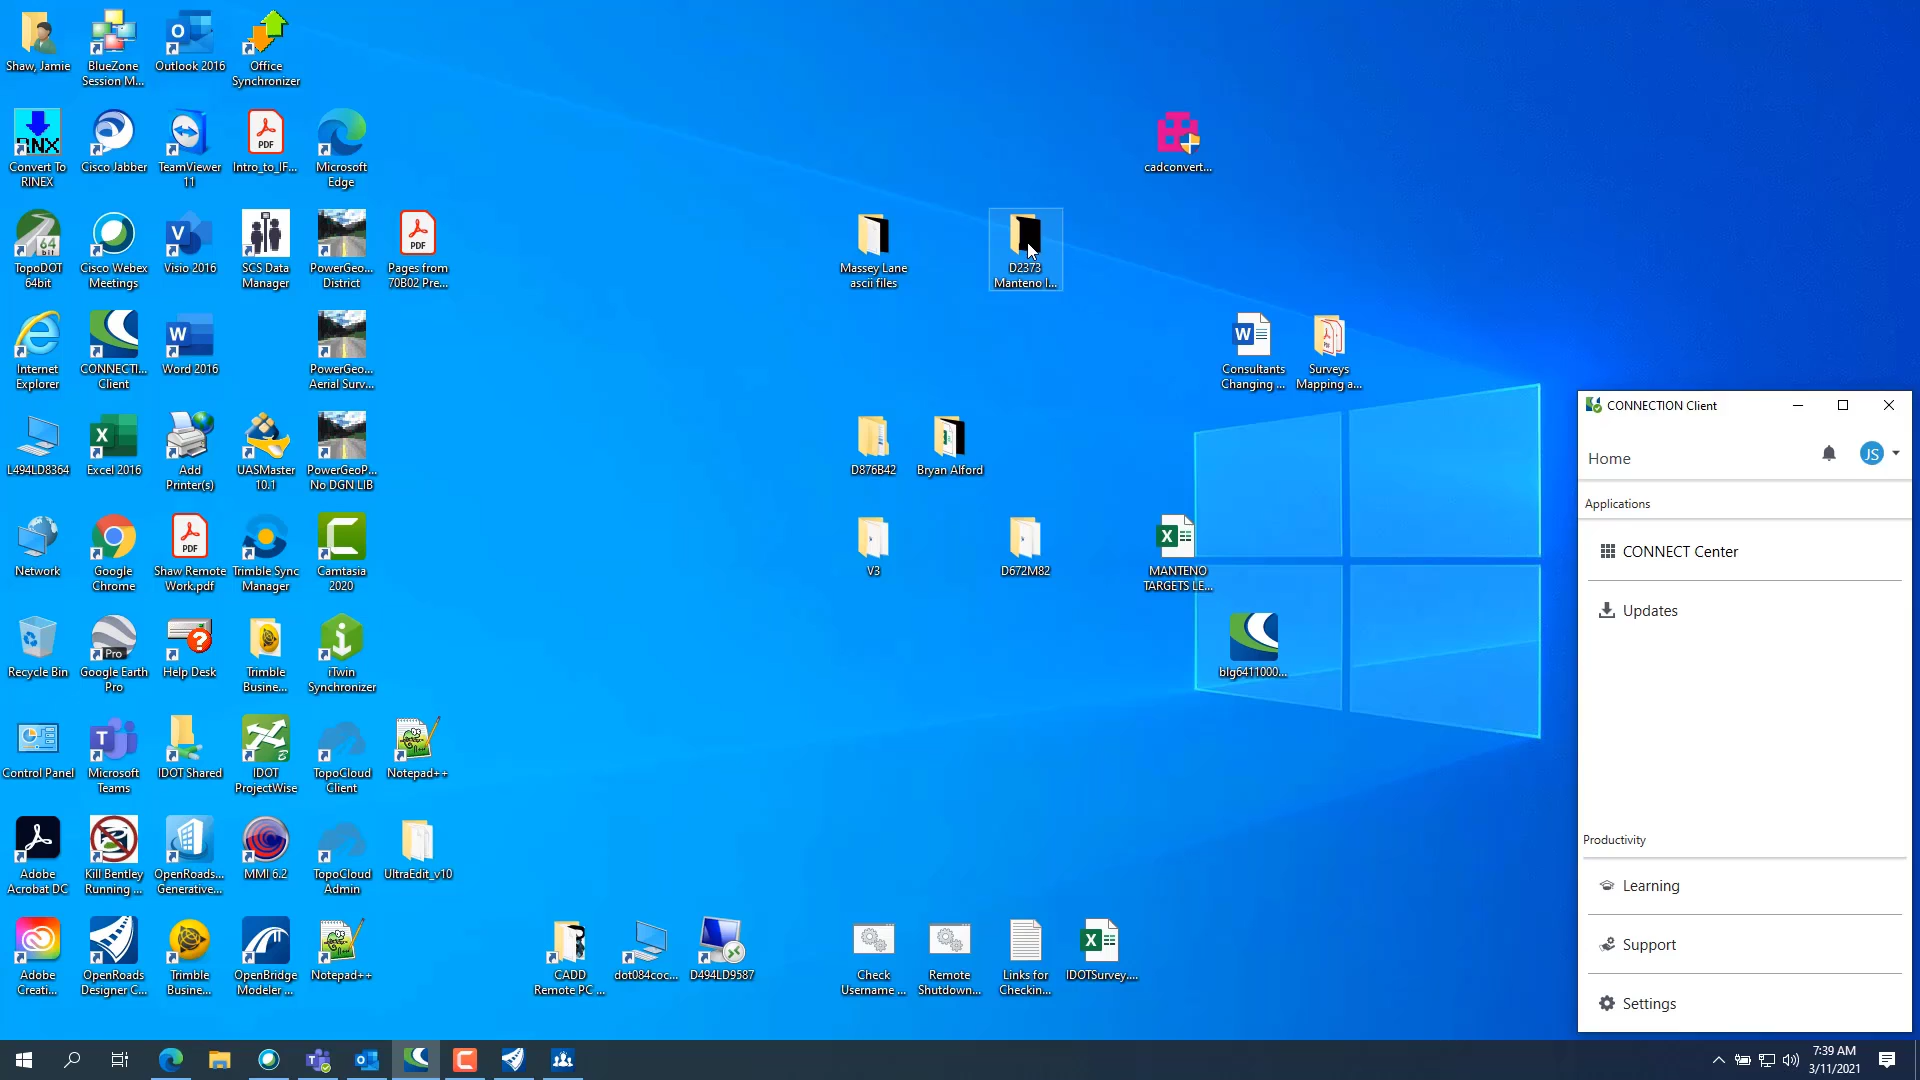 Shaw, Jamie
BlueZone
Session M...
Outlook 2016
Office
Synchronizer
RNX
Convert To
RINEX
Cisco Jabber
TeamViewer
11
PDF
Intro_to_IF...
Microsoft
Edge
cadconvert...
64
bit
TopoDOT
64bit
Cisco Webex
Meetings
V
Visio 2016
SCS Data
Manager
PowerGeo...
District
PDF
Pages from
70B02 Pre...
Massey Lane
ascii files
D2373
Manteno I...
Internet
Explorer
CONNECTI...
Client
W
Word 2016
PowerGeo...
Aerial Surv...
W
Consultants
Changing ...
Surveys
Mapping a...
L494LD8364
X
Excel 2016
Add
Printer(s)
UASMaster
10.1
PowerGeoP...
No DGN LIB
D876B42
Bryan Alford
Network
Google
Chrome
PDF
Shaw Remote
Work.pdf
Trimble Sync
Manager
Camtasia
2020
V3
D672M82
X
MANTENO
TARGETS LE...
Recycle Bin
Pro
Google Earth
Pro
Help Desk
Trimble
Busine...
iTwin
Synchronizer
blg6411000...
Control Panel
Microsoft
Teams
IDOT Shared
IDOT
ProjectWise
TopoCloud
Client
Notepad++
Adobe
Acrobat DC
Kill Bentley
Running ...
OpenRoads...
Generative...
MMI 6.2
TopoCloud
Admin
UltraEdit_v10
Adobe
Creati...
OpenRoads
Designer C...
Trimble
Busine...
OpenBridge
Modeler ...
Notepad++
CADD
Remote PC ...
dot084coc...
D494LD9587
Check
Username ...
Remote
Shutdown...
Links for
Checkin...
X
IDOTSurvey....
CONNECTION Client
Home
JS
Applications
CONNECT Center
Updates
Productivity
Learning
Support
Settings
7:39 AM
3/11/2021